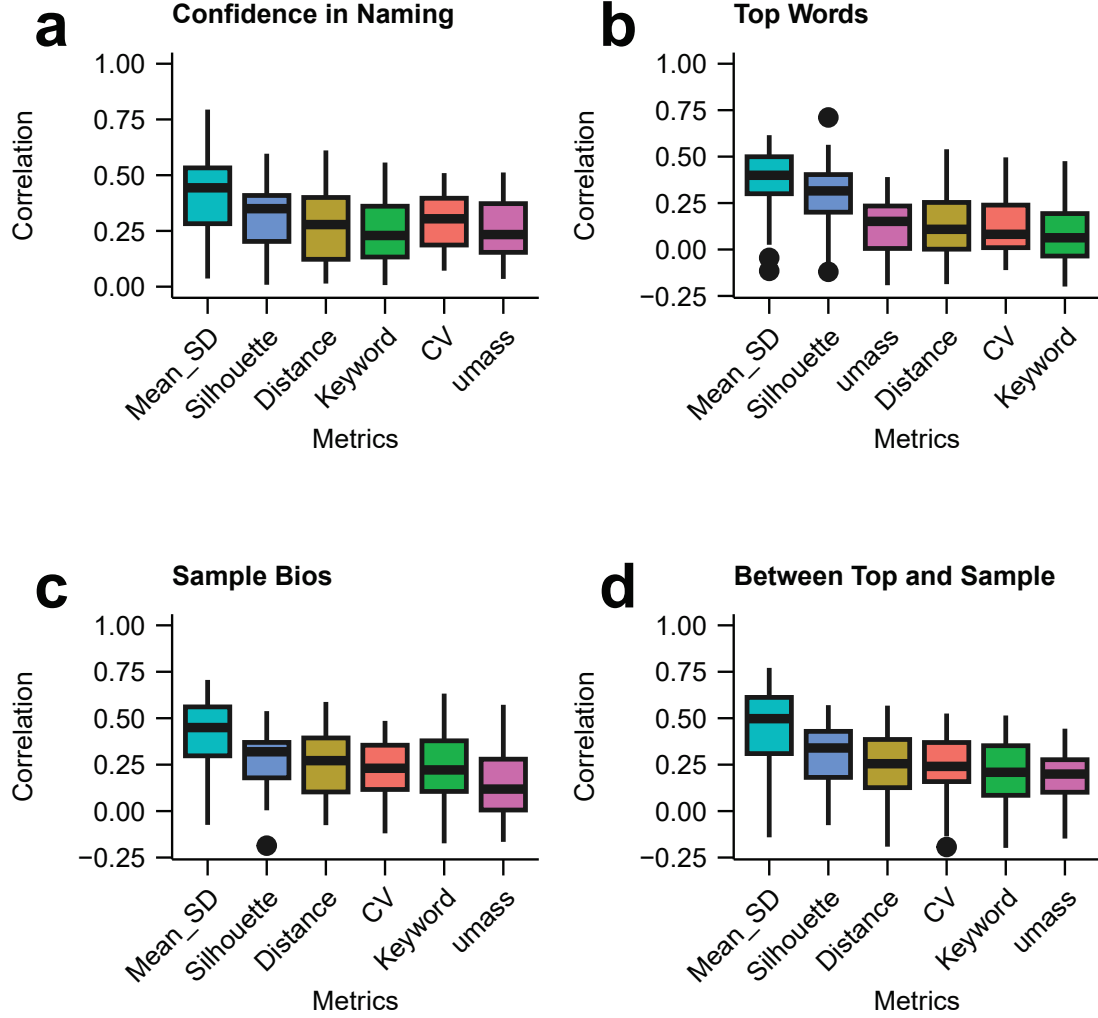 a
Confidence in Naming
1.00
0.75
0.50
0.25
0.00
Correlation
Mean_SD
Silhouette
Distance
Keyword
CV
umass
Metrics
b
Top Words
1.00
0.75
0.50
0.25
0.00
−0.25
Correlation
Mean_SD
Silhouette
umass
Distance
CV
Keyword
Metrics
c
Sample Bios
1.00
0.75
0.50
0.25
0.00
−0.25
Correlation
Mean_SD
Silhouette
Distance
CV
Keyword
umass
Metrics
d
Between Top and Sample
1.00
0.75
0.50
0.25
0.00
−0.25
Correlation
Mean_SD
Silhouette
Distance
CV
Keyword
umass
Metrics